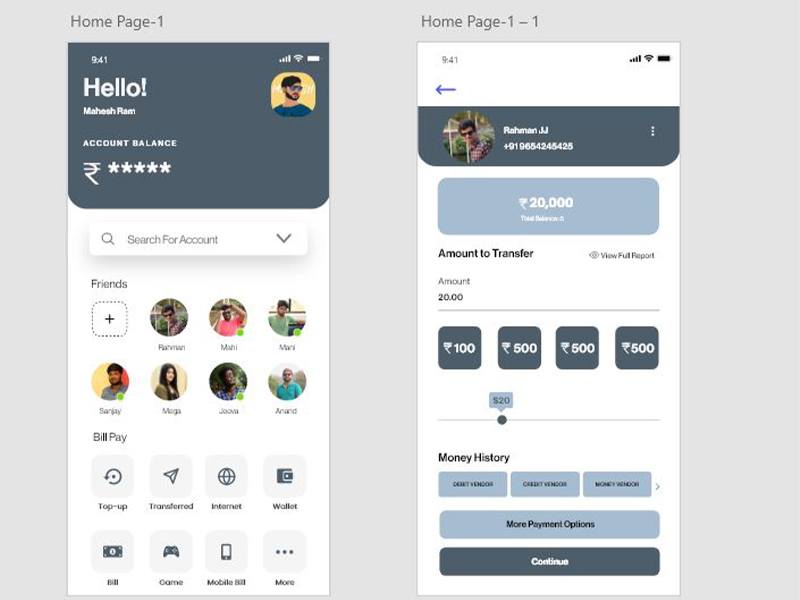 Home Page-1
9:41
Hello!
Mahesh Ram
ACCOUNT BALANCE
₹ *****
Search For Account
Friends
+
Rahman Mahi Mani
Sanjay Mega Jeeva Anand
Bill Pay
Top-up Transferred Internet Wallet
Bill Game Mobile Bill More
Home Page-1 – 1
9:41
Rahman JJ
+919654245425
₹ 20,000
Total Balance
Amount to Transfer
View Full Report
Amount
20.00
₹100 ₹500 ₹500 ₹500
$20
Money History
DEBIT VENDOR CREDIT VENDOR MONEY VENDOR
More Payment Options
Continue